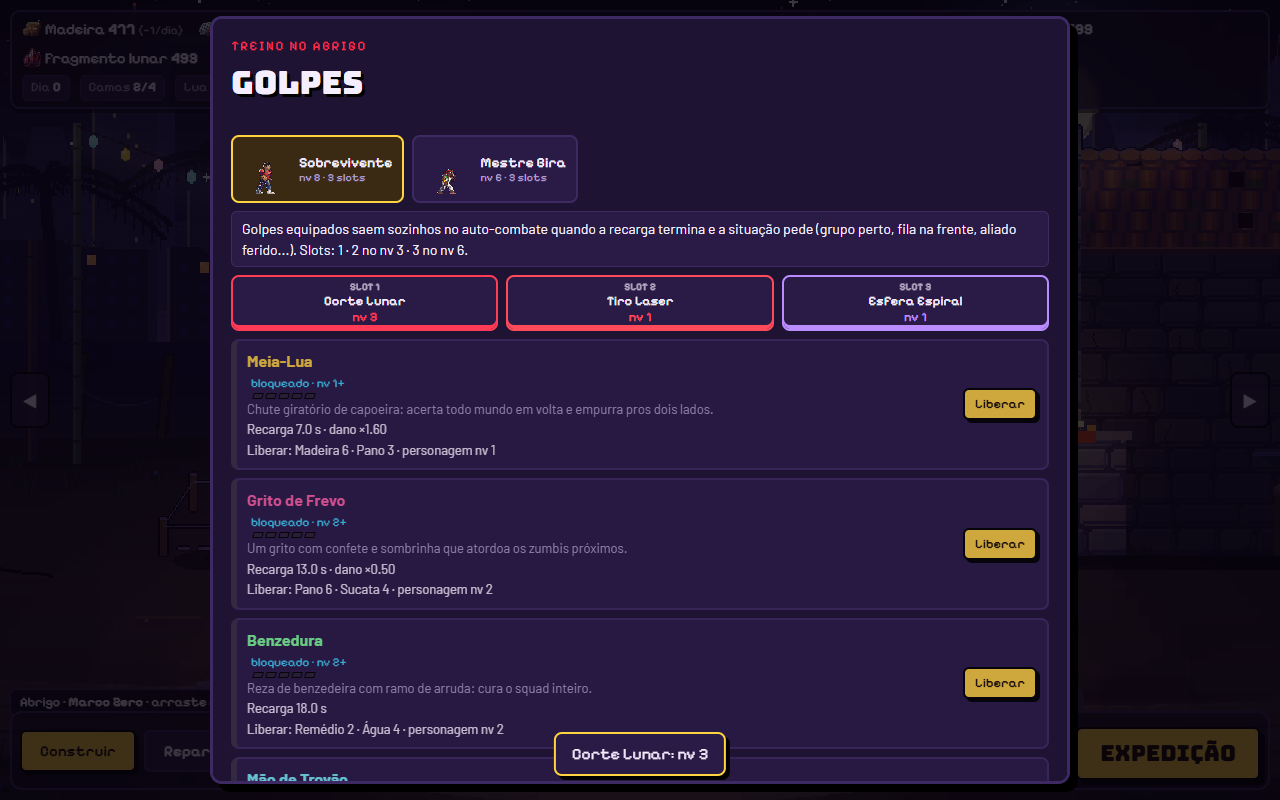 Madeira 477 (-1/dia)
99
Fragmento lunar 499
Dia 0
Camas 2/4
Lua
TREINO NO ABRIGO
GOLPES
Sobrevivente
nv 8 · 3 slots
Mestre Bira
nv 6 · 3 slots
Golpes equipados saem sozinhos no auto-combate quando a recarga termina e a situação pede (grupo perto, fila na frente, aliado
ferido...). Slots: 1 · 2 no nv 3 · 3 no nv 6.
SLOT 1
Corte Lunar
nv 3
SLOT 2
Tiro Laser
nv 1
SLOT 3
Esfera Espiral
nv 1
Meia-Lua
bloqueado · nv 1+
Chute giratório de capoeira: acerta todo mundo em volta e empurra pros dois lados.
Recarga 7.0 s · dano ×1.60
Liberar: Madeira 6 · Pano 3 · personagem nv 1
Liberar
Grito de Frevo
bloqueado · nv 2+
Um grito com confete e sombrinha que atordoa os zumbis próximos.
Recarga 13.0 s · dano ×0.50
Liberar: Pano 6 · Sucata 4 · personagem nv 2
Liberar
Benzedura
bloqueado · nv 2+
Reza de benzedeira com ramo de arruda: cura o squad inteiro.
Recarga 18.0 s
Liberar: Remédio 2 · Água 4 · personagem nv 2
Liberar
Mão de Trovão
Corte Lunar: nv 3
Abrigo · Marco Zero · arraste
Construir
Repar
EXPEDIÇÃO